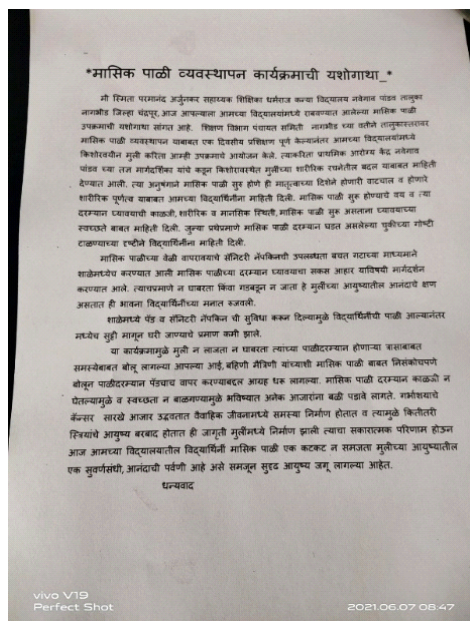 *मासिक पाळी व्यवस्थापन कार्यक्रमाची यशोगाथा_*
मी स्मिता परमानंद अर्जुनकर सहाय्यक शिक्षिका धर्मराज कन्या विद्यालय नवेगाव पांडव तालुका
नागभीड जिल्हा चंद्रपूर, आज आपल्याला आमच्या विद्यालयांमध्ये राबवण्यात आलेल्या मासिक पाळी
उपक्रमाची यशोगाथा सांगत आहे. शिक्षण विभाग पंचायत समिती नागभीड च्या वतीने तालुकास्तरावर
मासिक पाळी व्यवस्थापन याबाबत एक दिवसीय प्रशिक्षण पूर्ण केल्यानंतर आमच्या विद्यालयांमध्ये
किशोरवयीन मुली करिता आम्ही उपक्रमाचे आयोजन केले. त्याकरिता प्राथमिक आरोग्य केंद्र नवेगाव
पांडव च्या तज्ञ मार्गदर्शिका यांचे कडून किशोरावस्थेत मुलींच्या शारीरिक रचनेतील बदल याबाबत माहिती
देण्यात आली. त्या अनुषंगाने मासिक पाळी सुरु होणे ही मातृत्वाच्या दिशेने होणारी वाटचाल व होणारे
शारीरिक पूर्णत्व याबाबत आमच्या विद्यार्थिनींना माहिती दिली. मासिक पाळी सुरू होण्याचे वय व त्या
दरम्यान घ्यावयाची काळजी, शारीरिक व मानसिक स्थिती, मासिक पाळी सुरू असताना घ्यावयाच्या
स्वच्छते बाबत माहिती दिली. जुन्या प्रथेप्रमाणे मासिक पाळी दरम्यान घडत असलेल्या चुकीच्या गोष्टी
टाळण्याच्या दृष्टीने विद्यार्थिनींना माहिती दिली.
मासिक पाळीच्या वेळी वापरावयाचे सॅनिटरी नॅपकिनची उपलब्धता बचत गटाच्या माध्यमाने
शाळेमध्येच करण्यात आली मासिक पाळीच्या दरम्यान घ्यावयाचा सकस आहार याविषयी मार्गदर्शन
करण्यात आले. त्याचप्रमाणे न घाबरता किंवा गडबडून न जाता हे मुलींच्या आयुष्यातील आनंदाचे क्षण
असतात ही भावना विद्यार्थिनींच्या मनात रुजवली.
शाळेमध्ये पॅड व सॅनिटरी नॅपकिन ची सुविधा करून दिल्यामुळे विद्यार्थिनींची पाळी आल्यानंतर
मध्येच सुट्टी मागून घरी जाण्याचे प्रमाण कमी झाले.
या कार्यक्रमामुळे मुली न लाजता न घाबरता त्यांच्या पाळीदरम्यान होणाऱ्या त्रासाबाबत
समस्येबाबत बोलू लागल्या आपल्या आई, बहिणी मैत्रिणी यांच्याशी मासिक पाळी बाबत निसंकोचपणे
बोलून पाळीदरम्यान पॅडचाच वापर करण्याबद्दल आग्रह धरू लागल्या. मासिक पाळी दरम्यान काळजी न
घेतल्यामुळे व स्वच्छता न बाळगण्यामुळे भविष्यात अनेक आजारांना बळी पडावे लागते. गर्भाशयाचे
कॅन्सर सारखे आजार उद्भवतात वैवाहिक जीवनामध्ये समस्या निर्माण होतात व त्यामुळे कितीतरी
स्त्रियांचे आयुष्य बरबाद होतात ही जागृती मुलींमध्ये निर्माण झाली त्याचा सकारात्मक परिणाम होऊन
आज आमच्या विद्यालयातील विद्यार्थिनी मासिक पाळी एक कटकट न समजता मुलींच्या आयुष्यातील
एक सुवर्णसंधी, आनंदाची पर्वणी आहे असे समजून सुदृढ आयुष्य जगू लागल्या आहेत.
धन्यवाद
vivo V19
Perfect Shot
2021.06.07 08:47